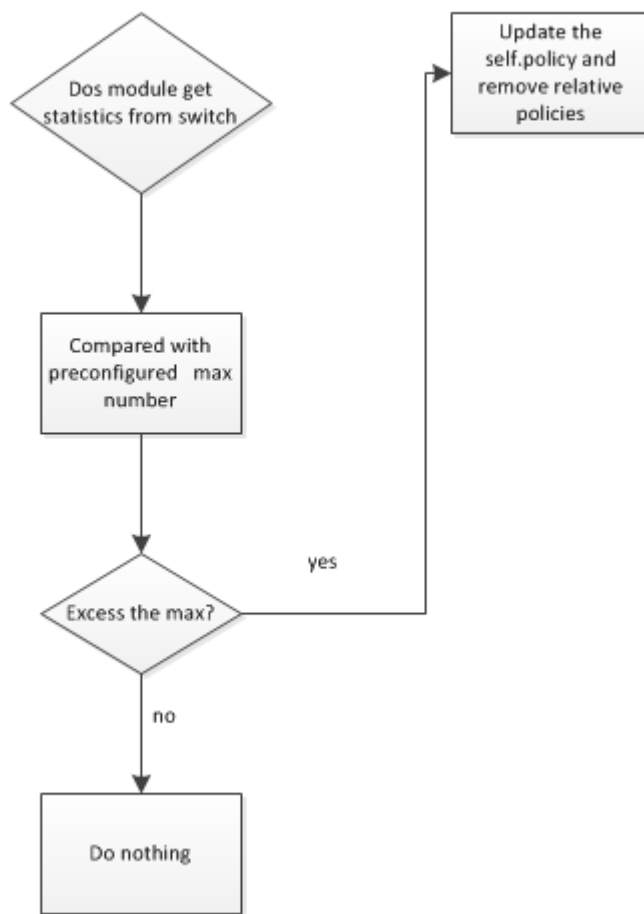 Dos module get
statistics from switch
Update the
self.policy and
remove relative
policies
Compared with
preconfigured max
number
yes
Excess the max?
no
Do nothing